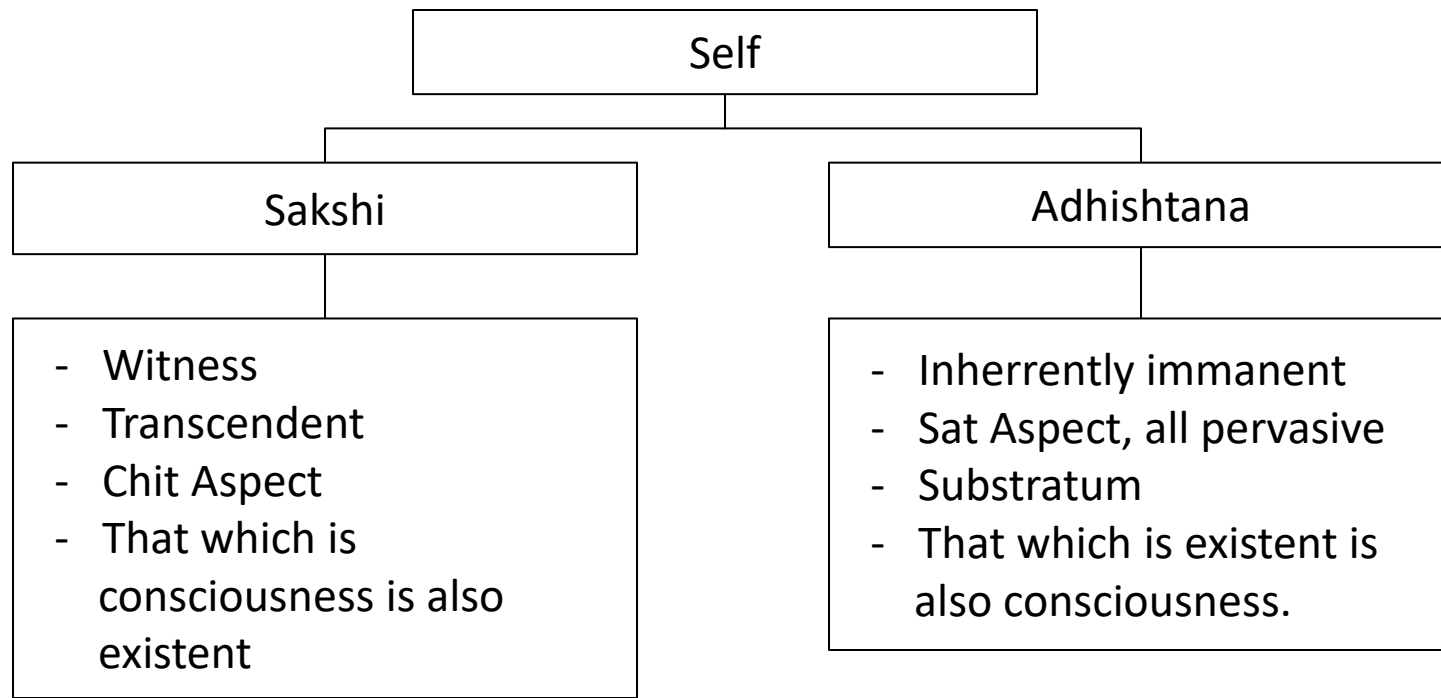 Self
Sakshi
Adhishtana
- Witness
- Transcendent
- Chit Aspect
- That which is
consciousness is also
existent
- Inherrently immanent
- Sat Aspect, all pervasive
- Substratum
- That which is existent is
also consciousness.